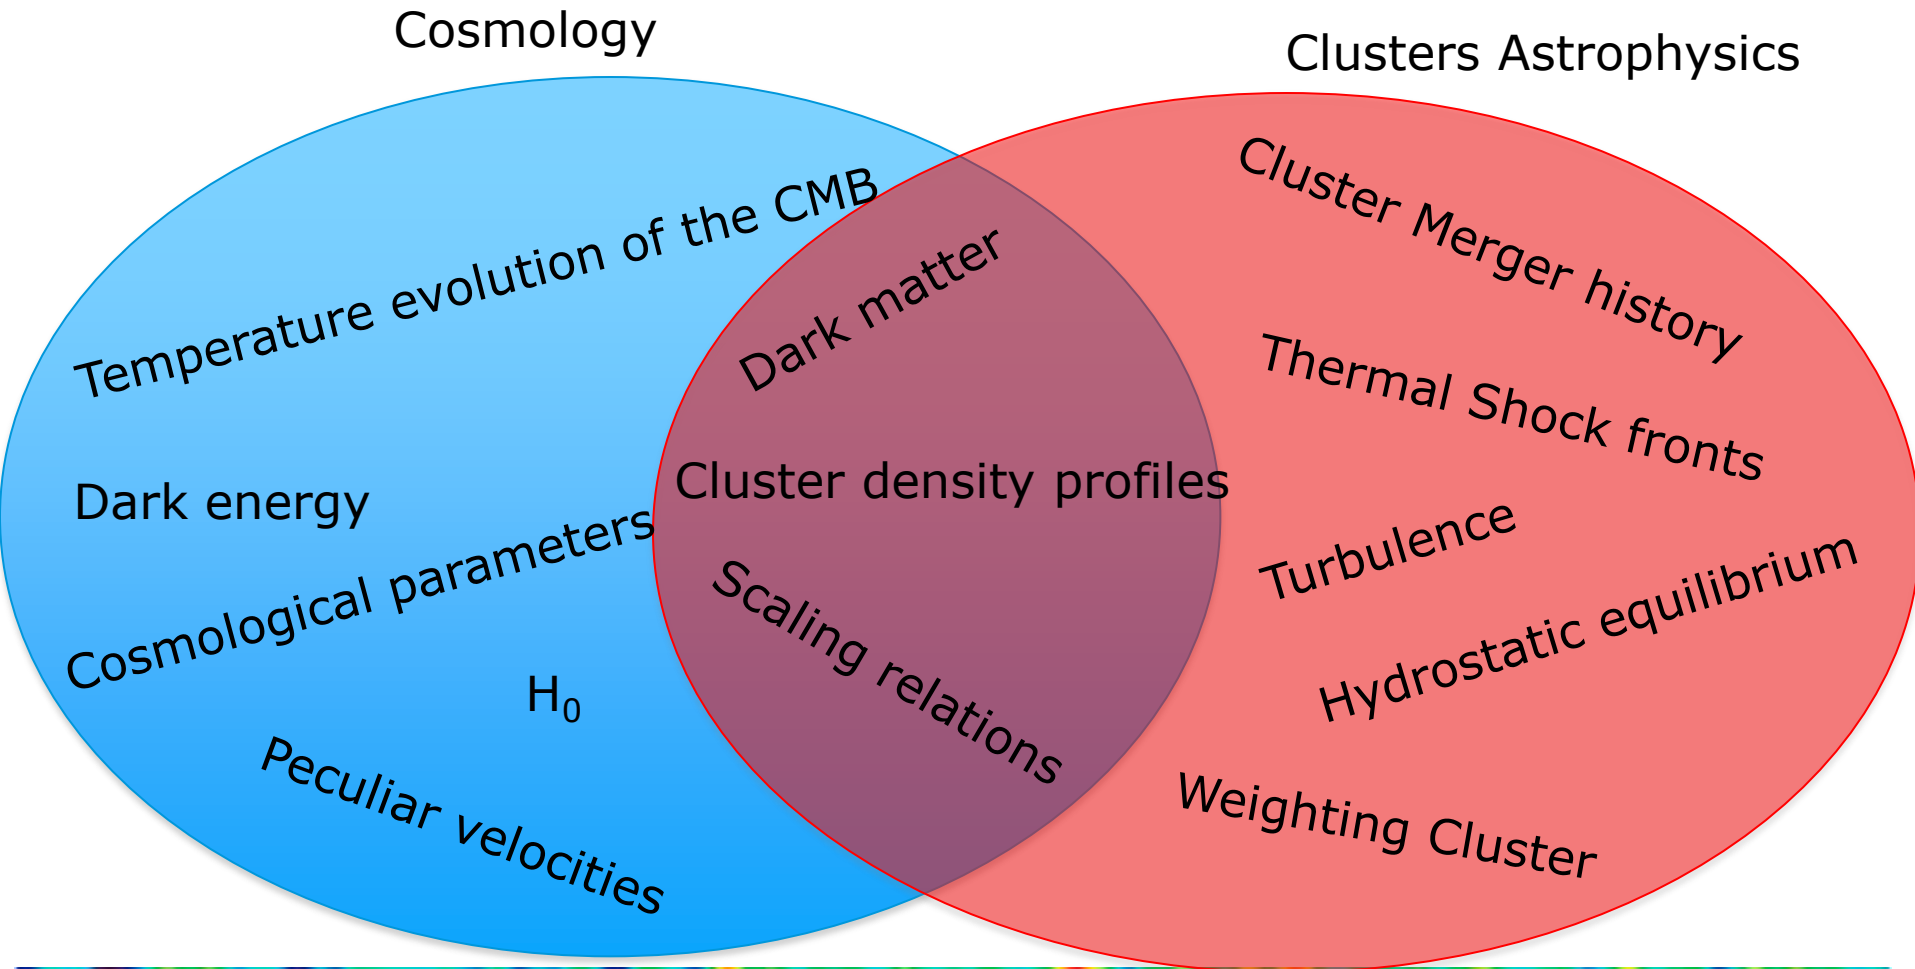 Cosmology
Clusters Astrophysics
Temperature evolution of the CMB
Dark energy
Cosmological parameters
H₀
Peculiar velocities
Dark matter
Cluster density profiles
Scaling relations
Cluster Merger history
Thermal Shock fronts
Turbulence
Hydrostatic equilibrium
Weighting Cluster